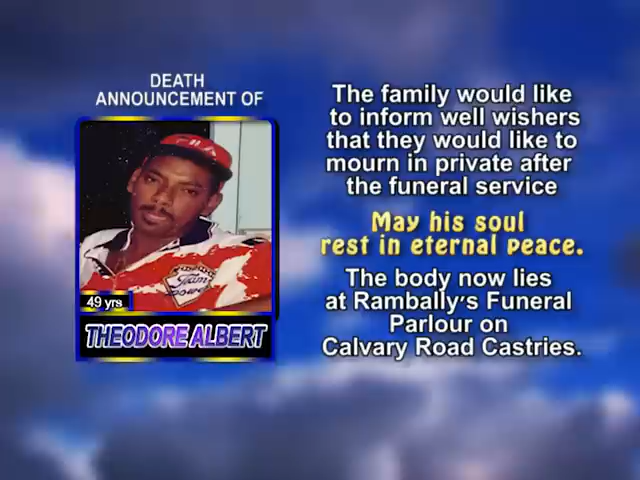 DEATH
ANNOUNCEMENT OF
49 yrs
THEODORE ALBERT
The family would like
to inform well wishers
that they would like to
mourn in private after
the funeral service
May his soul
rest in eternal peace.
The body now lies
at Rambally's Funeral
Parlour on
Calvary Road Castries.